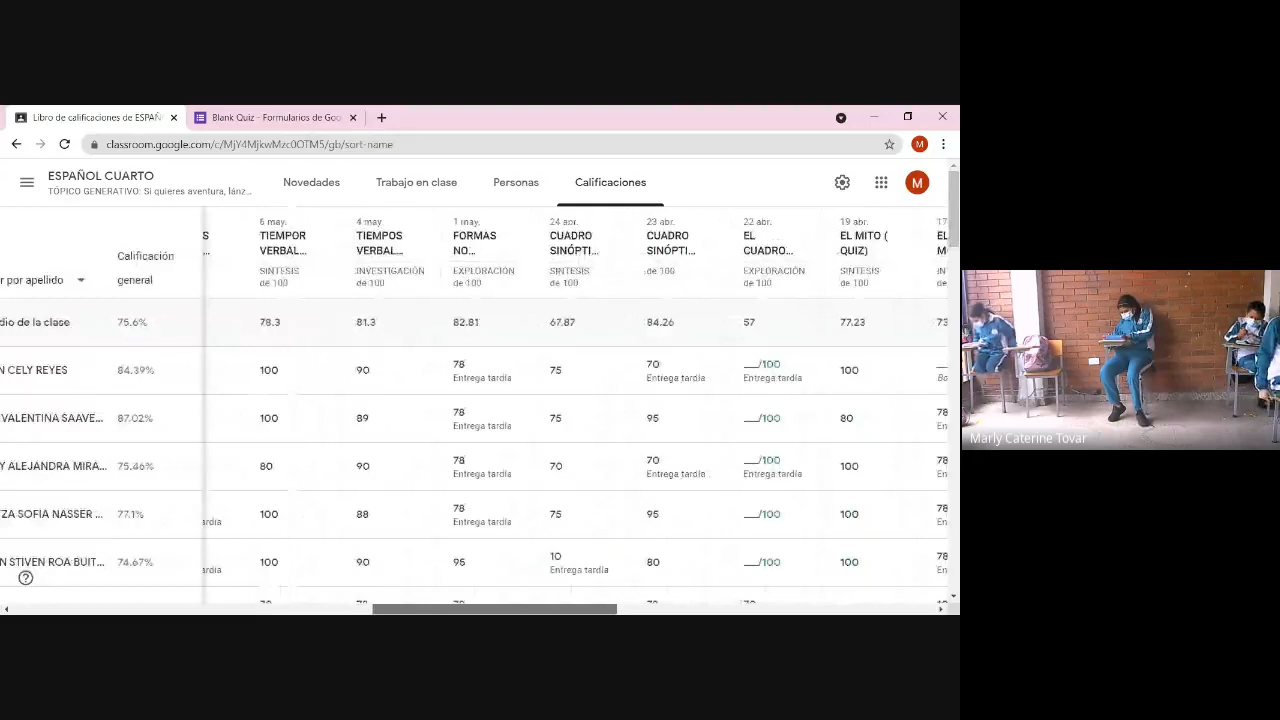 Libro de calificaciones de ESPAÑ
Blank Quiz - Formularios de Goo
classroom.google.com/c/MjY4MjkwMzc0OTM5/gb/sort-name
M
ESPAÑOL CUARTO
TÓPICO GENERATIVO: Si quieres aventura, lánz...
Novedades
Trabajo en clase
Personas
Calificaciones
M
r por apellido
Calificación general
S
6 may. TIEMPOR VERBAL... SINTESIS de 100
4 may TIEMPOS VERBAL... INVESTIGACIÓN de 100
1 may. FORMAS NO... EXPLORACIÓN de 100
24 abr. CUADRO SINÓPTI... SINTESIS de 100
23 abr. CUADRO SINÓPTI... de 100
22 abr. EL CUADRO... EXPLORACIÓN de 100
19 abr. EL MITO ( QUIZ) SINTESIS de 100
17
dio de la clase 75.6% 78.3 81.3 82.81 67.87 84.26 57 77.23 73
N CELY REYES 84.39% 100 90 78 Entrega tardía 75 70 Entrega tardía __/100 Entrega tardía 100
VALENTINA SAAVE... 87.02% 100 89 78 Entrega tardía 75 95 __/100 80 78 En
Y ALEJANDRA MIRA... 75.46% 80 90 78 Entrega tardía 70 70 Entrega tardía __/100 Entrega tardía 100 78 En
ZA SOFIA NASSER ... 77.1% ardía 100 88 78 Entrega tardía 75 95 __/100 100 78 En
N STIVEN ROA BUIT... 74.67% ardía 100 90 95 10 Entrega tardía 80 __/100 100 78 En
Marly Caterine Tovar